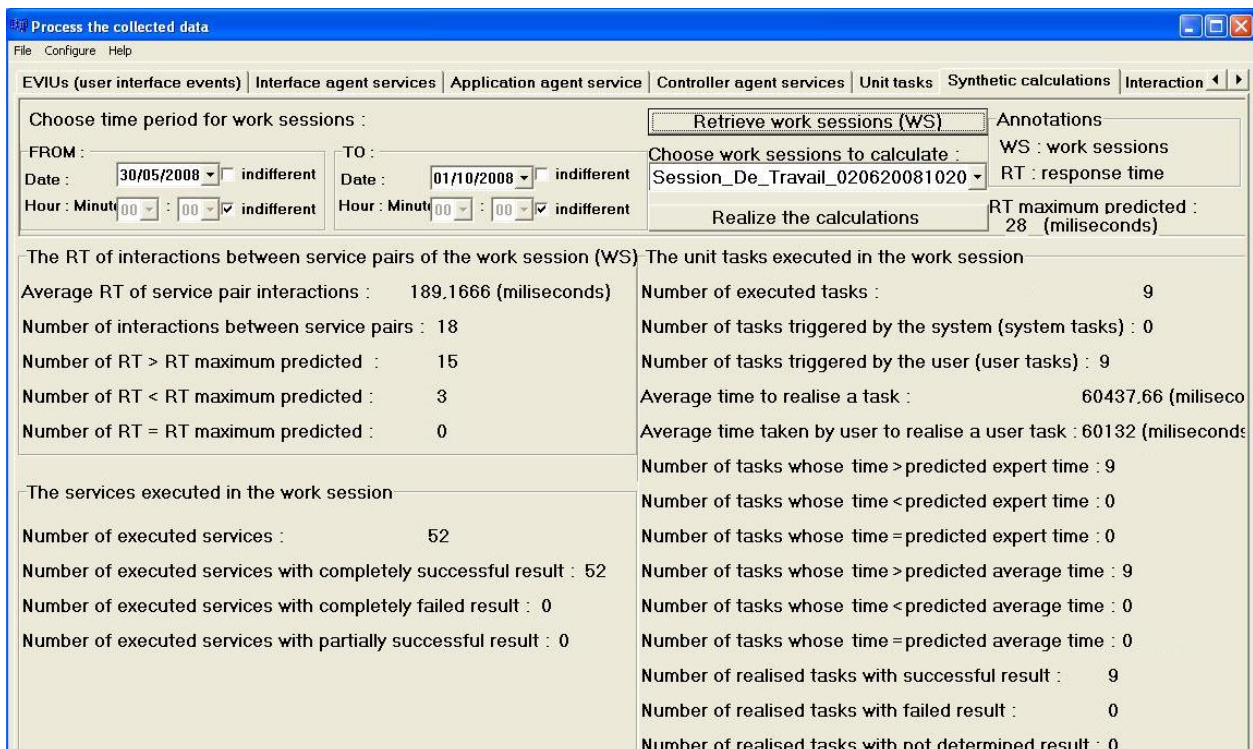 Process the collected data
File Configure Help
EVIUs (user interface events) Interface agent services Application agent service Controller agent services Unit tasks Synthetic calculations Interaction
Choose time period for work sessions :
FROM :
Date : 30/05/2008 indifferent
Hour : Minut 00 : 00 indifferent
TO :
Date : 01/10/2008 indifferent
Hour : Minut 00 : 00 indifferent
Retrieve work sessions (WS)
Choose work sessions to calculate :
Session_De_Travail_020620081020
Realize the calculations
Annotations
WS : work sessions
RT : response time
RT maximum predicted :
28 (miliseconds)
The RT of interactions between service pairs of the work session (WS)
Average RT of service pair interactions : 189,1666 (miliseconds)
Number of interactions between service pairs : 18
Number of RT > RT maximum predicted : 15
Number of RT < RT maximum predicted : 3
Number of RT = RT maximum predicted : 0
The services executed in the work session
Number of executed services : 52
Number of executed services with completely successful result : 52
Number of executed services with completely failed result : 0
Number of executed services with partially successful result : 0
The unit tasks executed in the work session
Number of executed tasks : 9
Number of tasks triggered by the system (system tasks) : 0
Number of tasks triggered by the user (user tasks) : 9
Average time to realise a task : 60437,66 (miliseco
Average time taken by user to realise a user task : 60132 (miliseconds
Number of tasks whose time > predicted expert time : 9
Number of tasks whose time < predicted expert time : 0
Number of tasks whose time = predicted expert time : 0
Number of tasks whose time > predicted average time : 9
Number of tasks whose time < predicted average time : 0
Number of tasks whose time = predicted average time : 0
Number of realised tasks with successful result : 9
Number of realised tasks with failed result : 0
Number of realised tasks with not determined result : 0